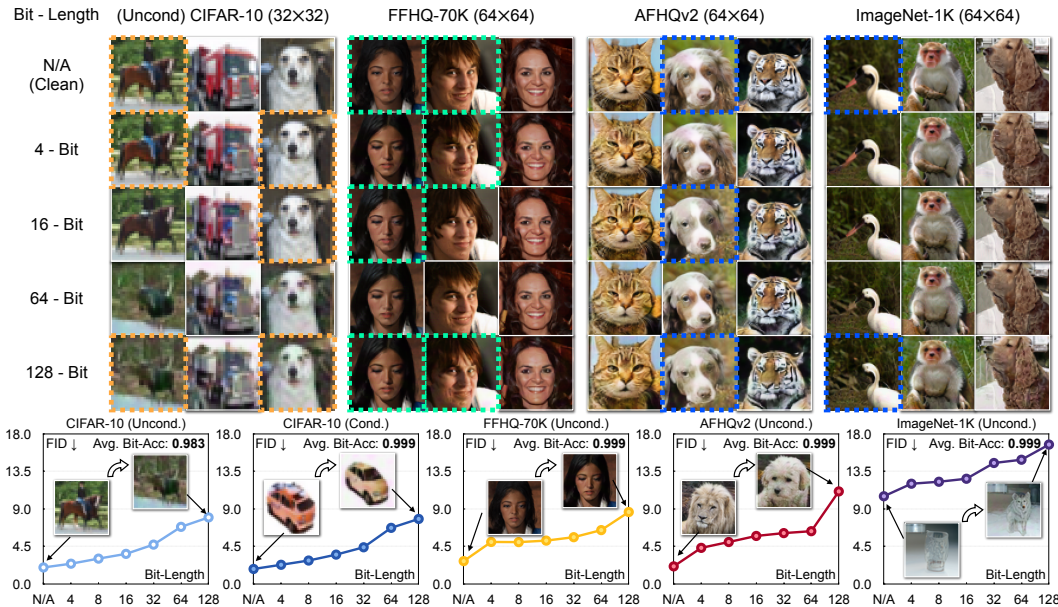 Bit - Length
(Uncond) CIFAR-10 (32×32)
FFHQ-70K (64×64)
AFHQv2 (64×64)
ImageNet-1K (64×64)
N/A
(Clean)
4 - Bit
16 - Bit
64 - Bit
128 - Bit
CIFAR-10 (Uncond.)
18.0
13.5
9.0
4.5
0.0
FID ↓ Avg. Bit-Acc: 0.983
Bit-Length
N/A 4 8 16 32 64 128
CIFAR-10 (Cond.)
FID ↓ Avg. Bit-Acc: 0.999
18.0
13.5
9.0
4.5
0.0
Bit-Length
N/A 4 8 16 32 64 128
FFHQ-70K (Uncond.)
FID ↓ Avg. Bit-Acc: 0.999
18.0
13.5
9.0
4.5
0.0
Bit-Length
N/A 4 8 16 32 64 128
AFHQv2 (Uncond.)
FID ↓ Avg. Bit-Acc: 0.999
18.0
13.5
9.0
4.5
0.0
Bit-Length
N/A 4 8 16 32 64 128
ImageNet-1K (Uncond.)
FID ↓ Avg. Bit-Acc: 0.999
18.0
13.5
9.0
4.5
0.0
Bit-Length
N/A 4 8 16 32 64 128